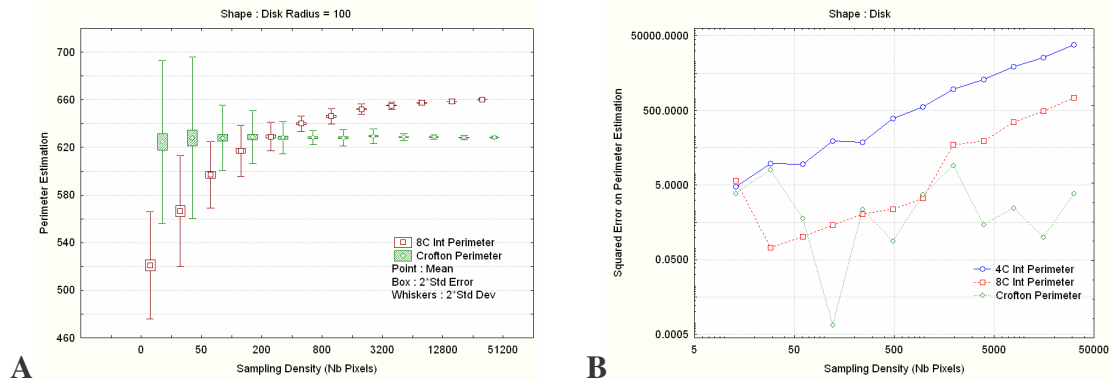 Shape : Disk Radius = 100
Perimeter Estimation
700
660
620
580
540
500
460
8C Int Perimeter
Crofton Perimeter
Point : Mean
Box : 2*Std Error
Whiskers : 2*Std Dev
0 50 200 800 3200 12800 51200
Sampling Density (Nb Pixels)
A
Shape : Disk
Squared Error on Perimeter Estimation
50000.0000
500.0000
5.0000
0.0500
0.0005
4C Int Perimeter
8C Int Perimeter
Crofton Perimeter
5 50 500 5000 50000
Sampling Density (Nb Pixels)
B